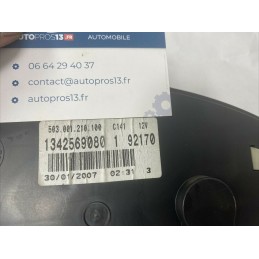 AUTOPROS13.FR AUTOMOBILE
06 64 29 40 37
contact@autopros13.fr
autopros13.fr
503.001.210.100 C141 12V
1342569080 1 92170
30/01/2007 02:31 3